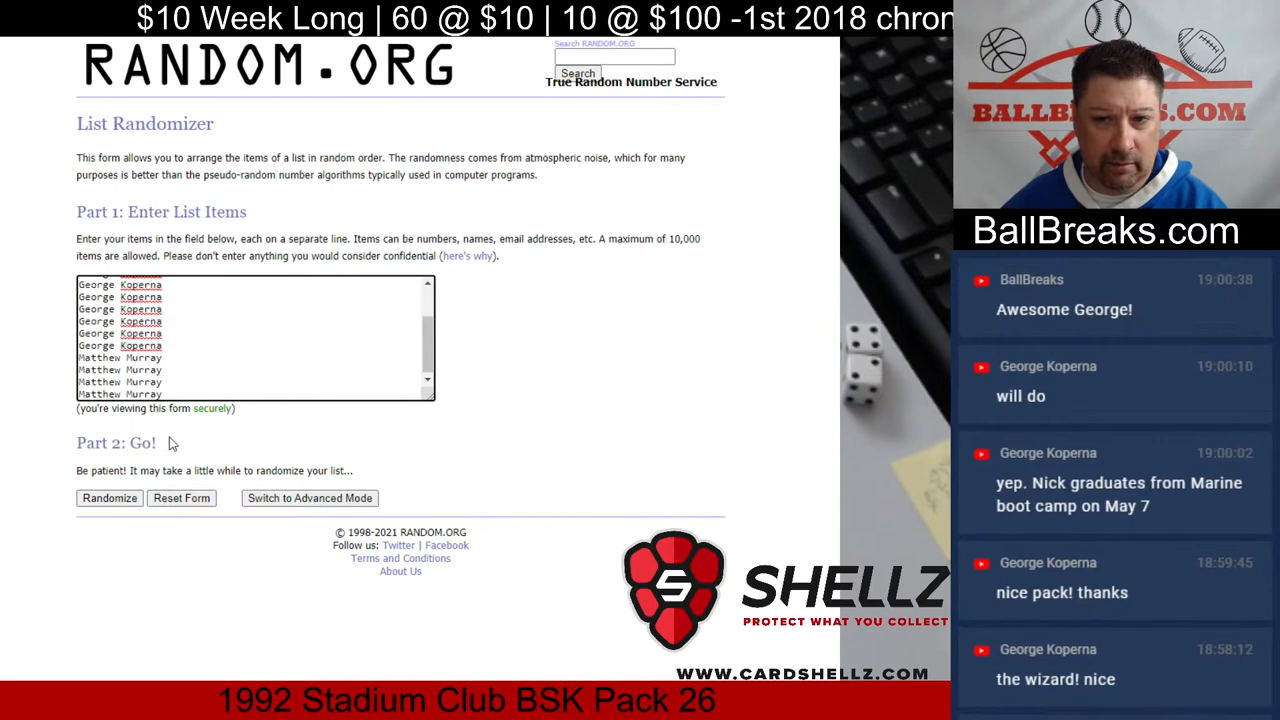 $10 Week Long | 60 @ $10 | 10 @ $100 -1st 2018 chron
RANDOM.ORG
Search RANDOM.ORG
Search
True Random Number Service
List Randomizer
This form allows you to arrange the items of a list in random order. The randomness comes from atmospheric noise, which for many
purposes is better than the pseudo-random number algorithms typically used in computer programs.
Part 1: Enter List Items
Enter your items in the field below, each on a separate line. Items can be numbers, names, email addresses, etc. A maximum of 10,000
items are allowed. Please don't enter anything you would consider confidential (here's why).
George Koperna
George Koperna
George Koperna
George Koperna
George Koperna
George Koperna
Matthew Murray
Matthew Murray
Matthew Murray
Matthew Murray
(you're viewing this form securely)
Part 2: Go!
Be patient! It may take a little while to randomize your list...
Randomize
Reset Form
Switch to Advanced Mode
© 1998-2021 RANDOM.ORG
Follow us: Twitter | Facebook
Terms and Conditions
About Us
S SHELLZ
PROTECT WHAT YOU COLLECT
WWW.CARDSHELLZ.COM
1992 Stadium Club BSK Pack 26
BallBreaks.com
BallBreaks 19:00:38
Awesome George!
George Koperna 19:00:10
will do
George Koperna 19:00:02
yep. Nick graduates from Marine
boot camp on May 7
George Koperna 18:59:45
nice pack! thanks
George Koperna 18:58:12
the wizard! nice